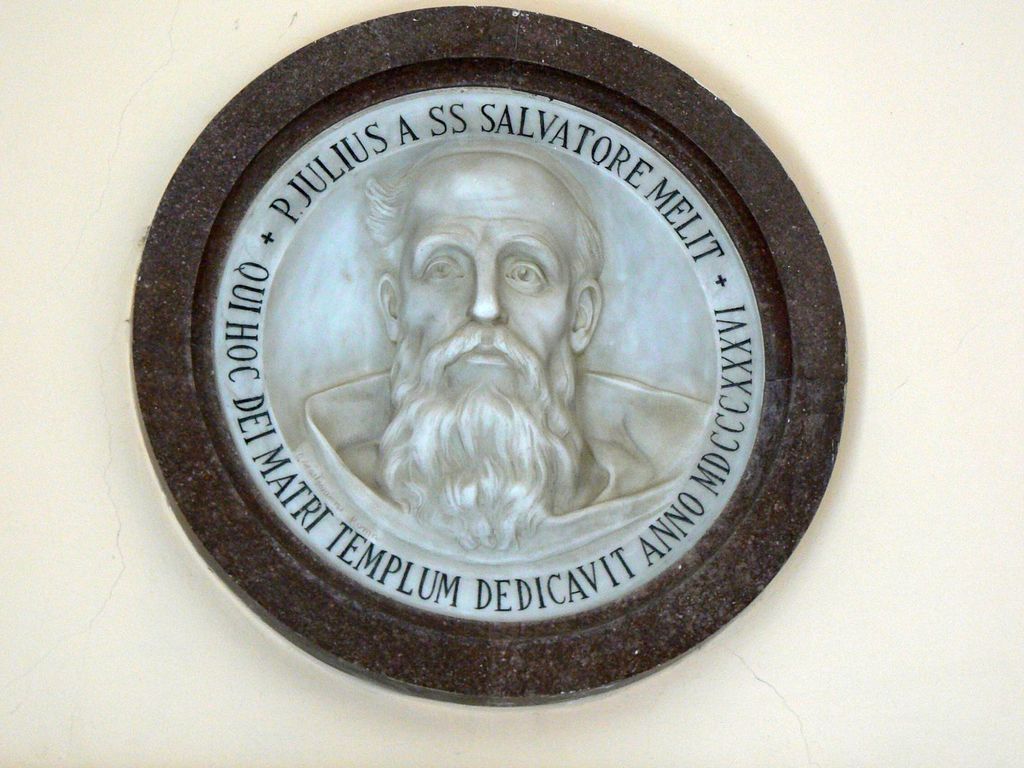 P. JULIUS A SS SALVATORE MELIT +
QUI HOC DEI MATRI TEMPLUM DEDICAVIT ANNO MDCCCXXXVI +